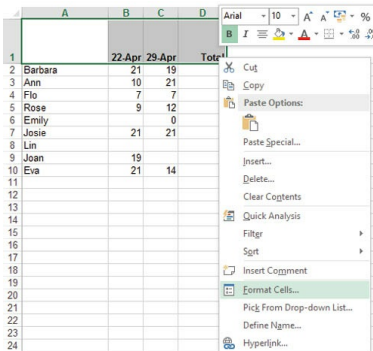 A B C D
Arial 10 A A %
B I A
1 22-Apr 29-Apr Total
2 Barbara 21 19
3 Ann 10 21
4 Flo 7 7
5 Rose 9 12
6 Emily 0
7 Josie 21 21
8 Lin
9 Joan 19
10 Eva 21 14
11
12
13
14
15
16
17
18
19
20
21
22
23
24
Cut
Copy
Paste Options:
Paste Special...
Insert...
Delete...
Clear Contents
Quick Analysis
Filter
Sort
Insert Comment
Format Cells...
Pick From Drop-down List...
Define Name...
Hyperlink...